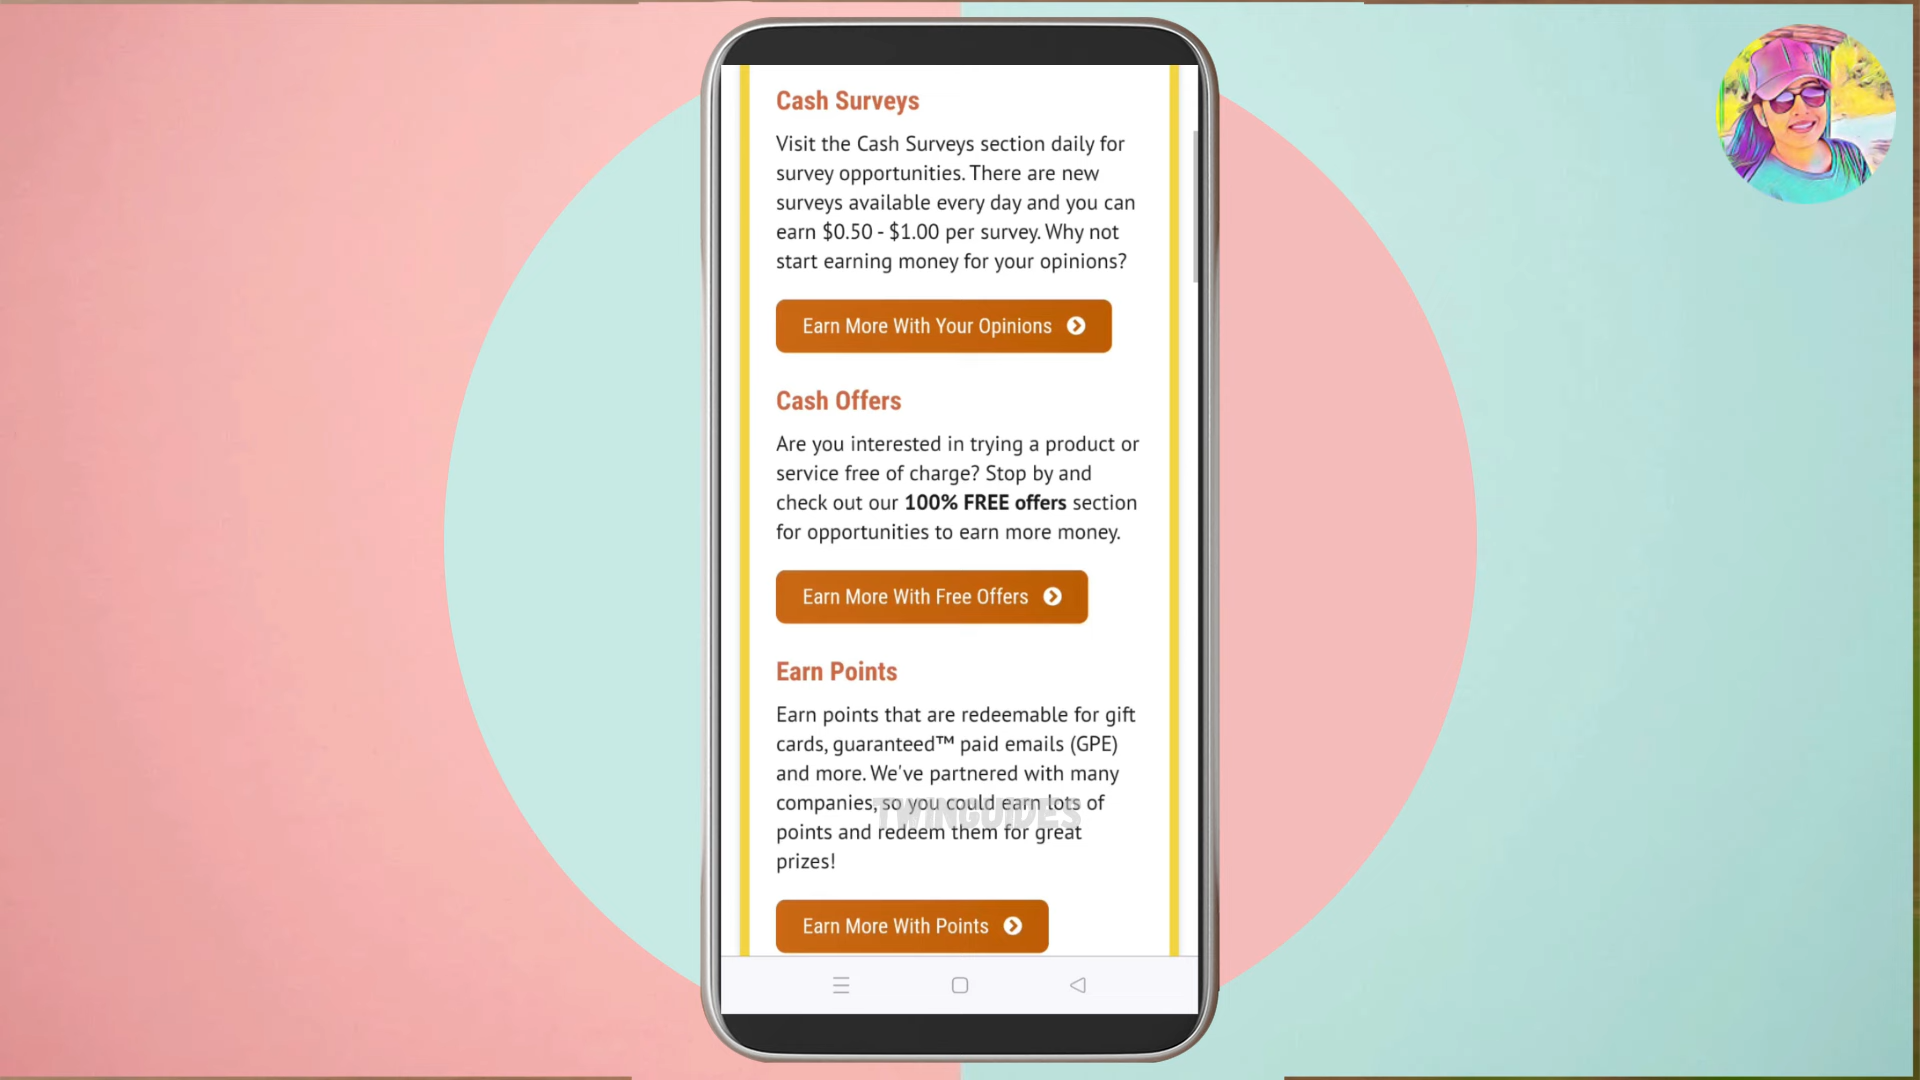 Cash Surveys
Visit the Cash Surveys section daily for
survey opportunities. There are new
surveys available every day and you can
earn $0.50 - $1.00 per survey. Why not
start earning money for your opinions?
Earn More With Your Opinions
Cash Offers
Are you interested in trying a product or
service free of charge? Stop by and
check out our 100% FREE offers section
for opportunities to earn more money.
Earn More With Free Offers
Earn Points
Earn points that are redeemable for gift
cards, guaranteed™ paid emails (GPE)
and more. We've partnered with many
companies, so you could earn lots of
TWINGUIDES
points and redeem them for great
prizes!
Earn More With Points